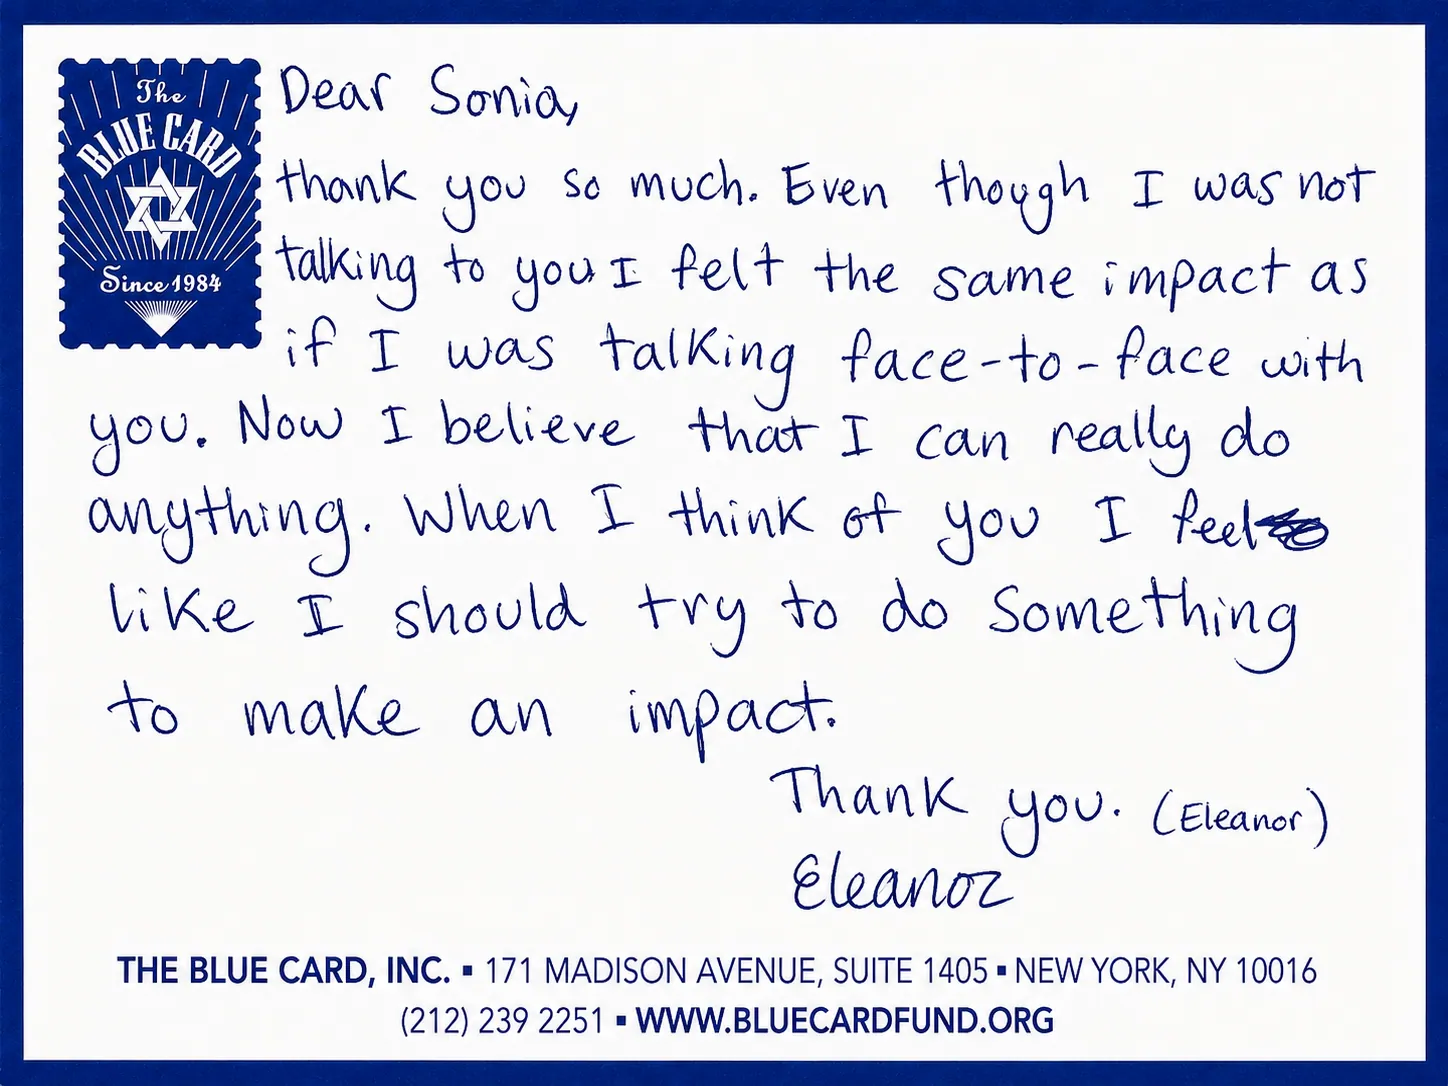 The
BLUE CARD
Since 1984
Dear Sonia,
thank you so much. Even though I was not
talking to you I felt the same impact as
if I was talking face-to-face with
you. Now I believe that I can really do
anything. When I think of you I feel
like I should try to do something
to make an impact.
Thank you. (Eleanor)
Eleanor
THE BLUE CARD, INC. ▪ 171 MADISON AVENUE, SUITE 1405 ▪ NEW YORK, NY 10016
(212) 239 2251 ▪ WWW.BLUECARDFUND.ORG